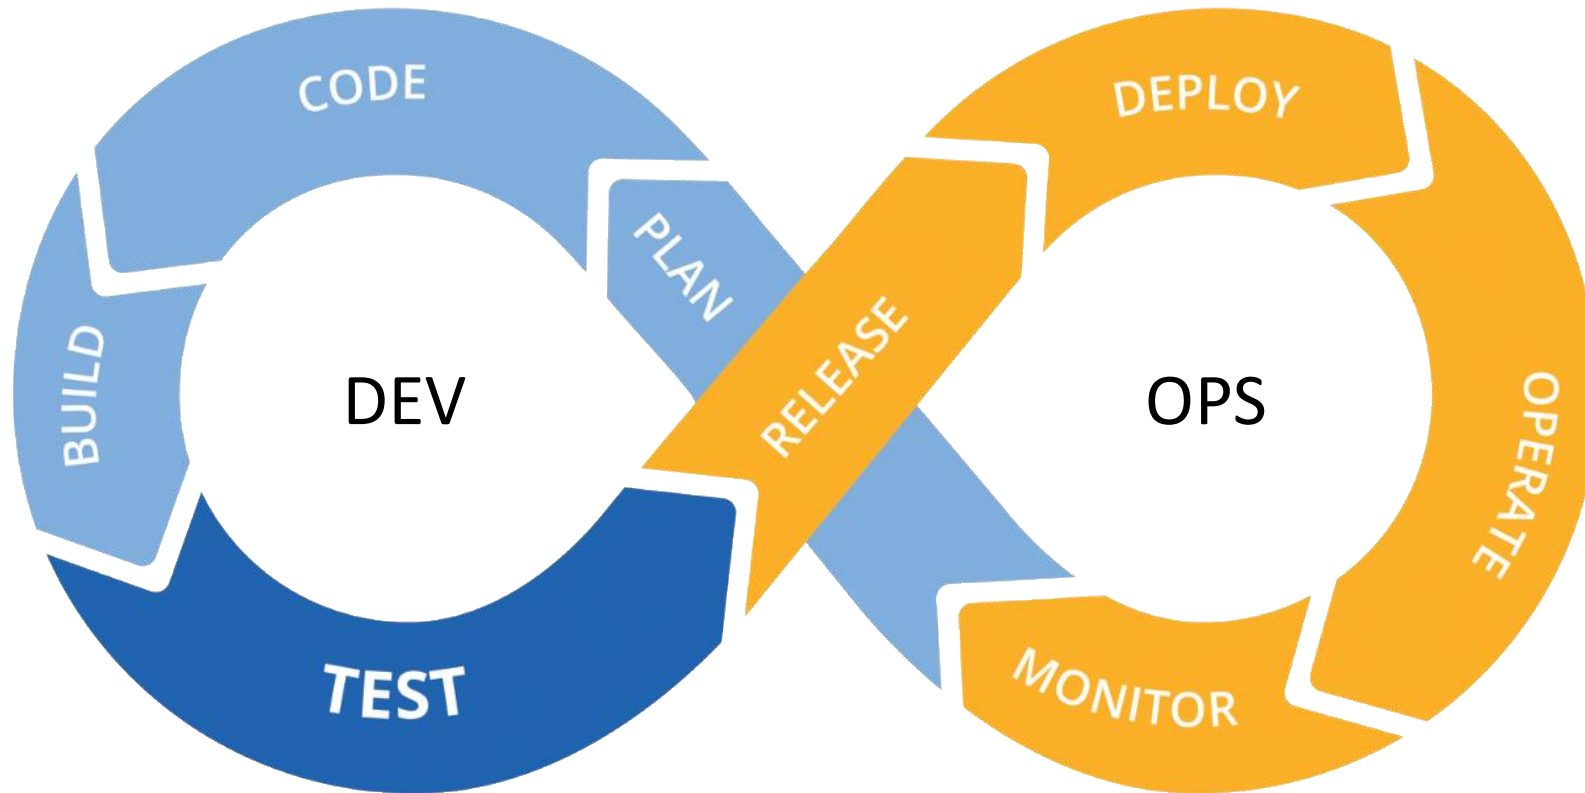 CODE
DEPLOY
PLAN
BUILD
DEV
RELEASE
OPS
OPERATE
TEST
MONITOR